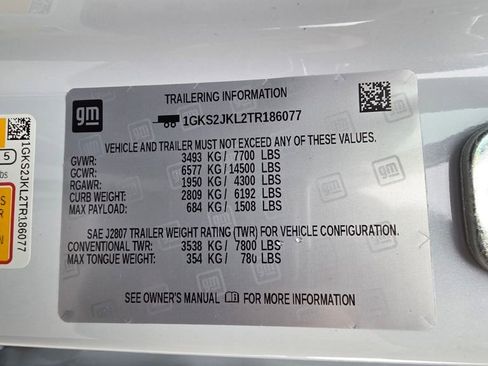 TRAILERING INFORMATION
gm
1GKS2JKL2TR186077
VEHICLE AND TRAILER MUST NOT EXCEED ANY OF THESE VALUES.
GVWR: 3493 KG/ 7700 LBS
GCWR: 6577 KG/14500 LBS
RGAWR: 1950 KG/ 4300 LBS
CURB WEIGHT: 2809 KG/ 6192 LBS
MAX PAYLOAD: 684 KG/ 1508 LBS
SAE J2807 TRAILER WEIGHT RATING (TWR) FOR VEHICLE CONFIGURATION.
CONVENTIONAL TWR: 3538 KG/ 7800 LBS
MAX TONGUE WEIGHT: 354 KG/ 780 LBS
SEE OWNER'S MANUAL FOR MORE INFORMATION
1GKS2JKL2TR186077
5